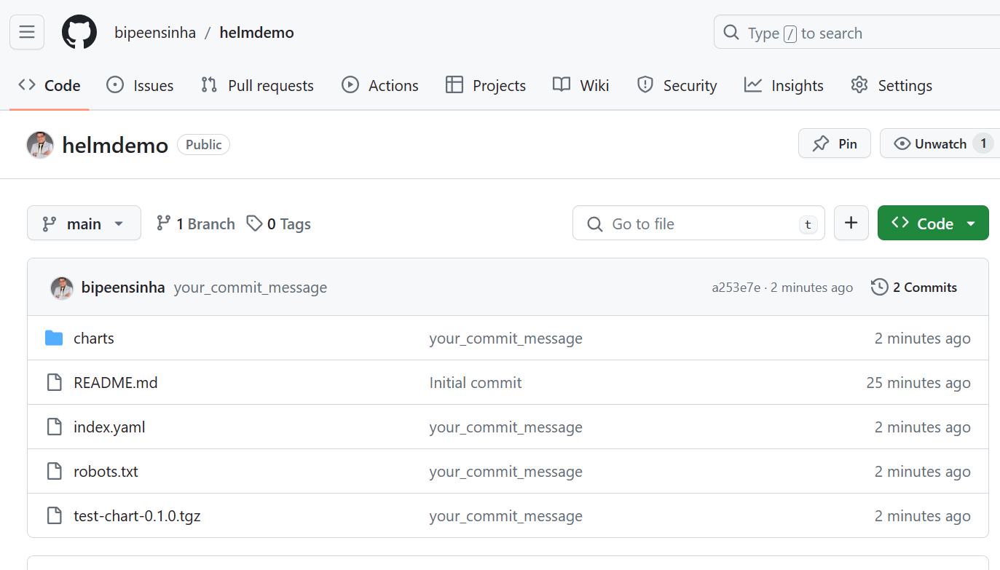 bipeensinha / helmdemo
Type / to search
Code Issues Pull requests Actions Projects Wiki Security Insights Settings
helmdemo Public
Pin Unwatch 1
main 1 Branch 0 Tags
Go to file t + Code
bipeensinha your_commit_message a253e7e · 2 minutes ago 2 Commits
charts your_commit_message 2 minutes ago
README.md Initial commit 25 minutes ago
index.yaml your_commit_message 2 minutes ago
robots.txt your_commit_message 2 minutes ago
test-chart-0.1.0.tgz your_commit_message 2 minutes ago